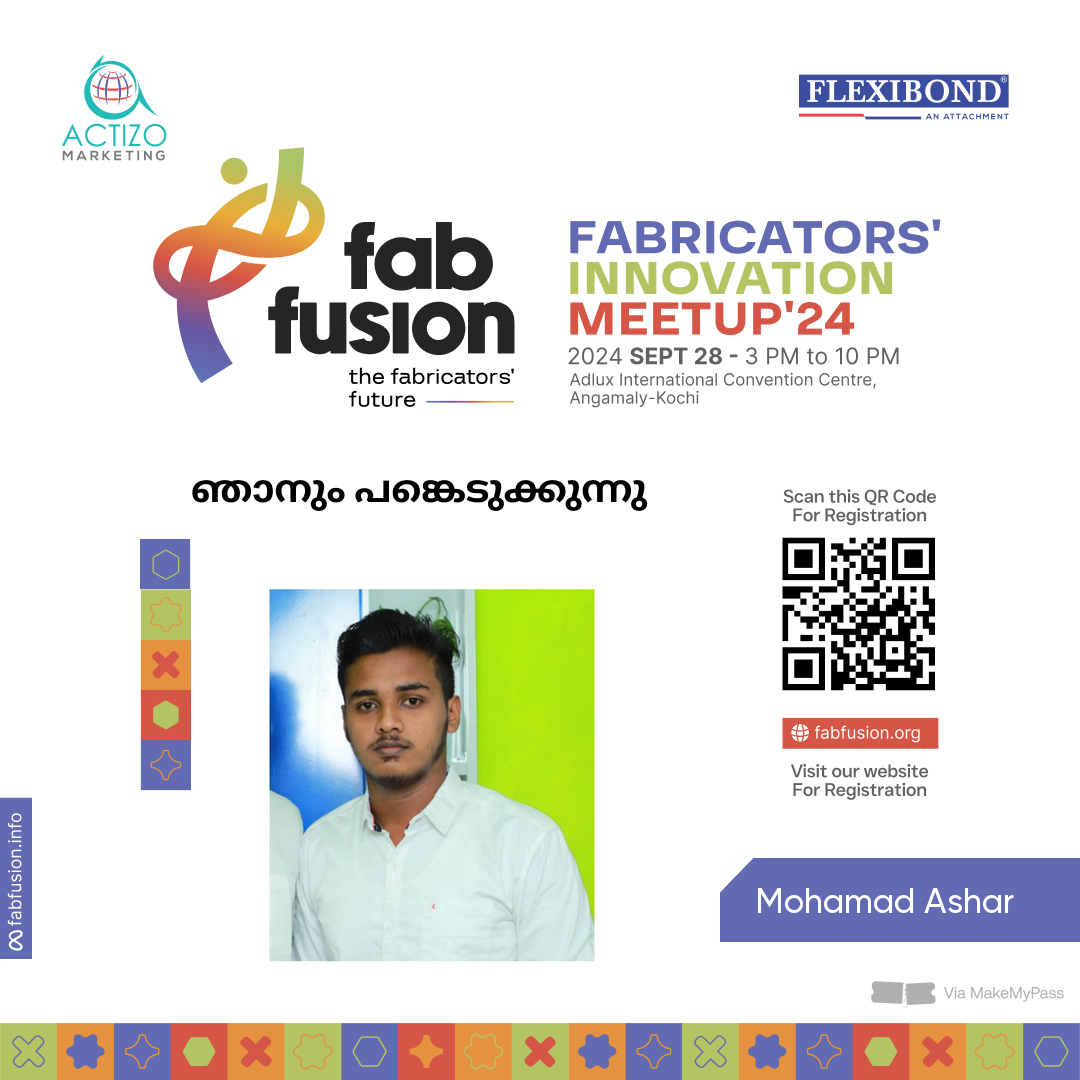 ACTIZO
MARKETING
FLEXIBOND®
AN ATTACHMENT
fab
fusion
the fabricators'
future
FABRICATORS'
INNOVATION
MEETUP'24
2024 SEPT 28 - 3 PM to 10 PM
Adlux International Convention Centre,
Angamaly-Kochi
ഞാനും പങ്കെടുക്കുന്നു
Scan this QR Code
For Registration
fabfusion.org
Visit our website
For Registration
fabfusion.info
Mohamad Ashar
Via MakeMyPass